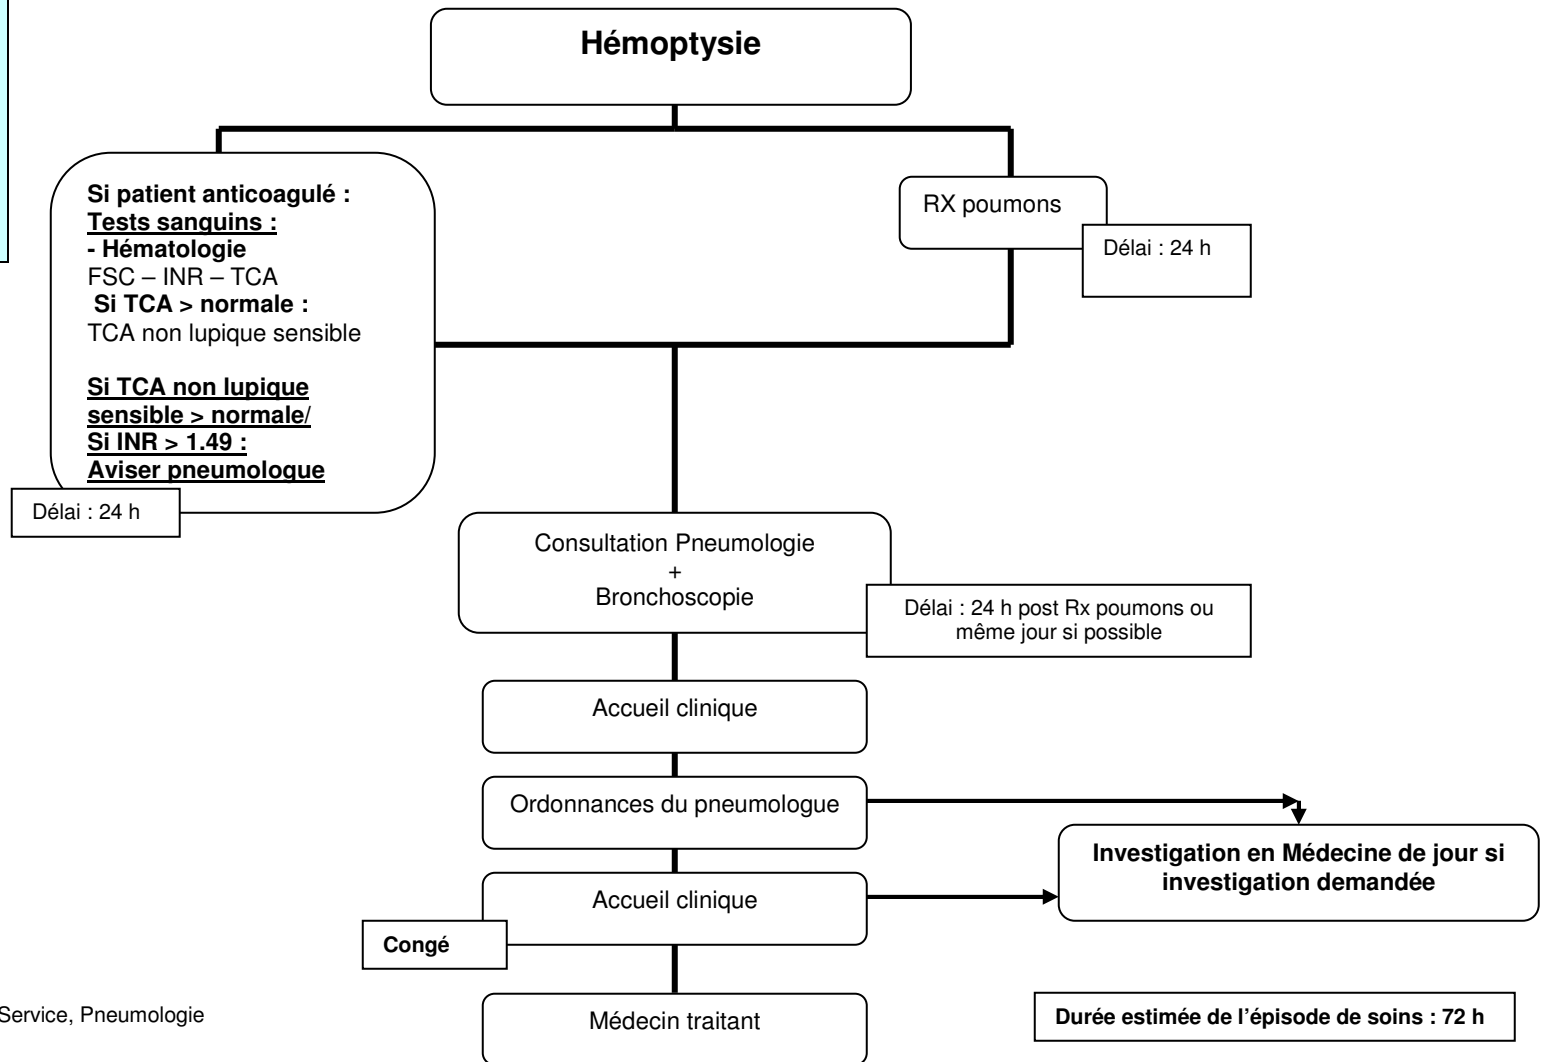 Hémoptysie
Si patient anticoagulé :
Tests sanguins :
- Hématologie
FSC – INR – TCA
Si TCA > normale :
TCA non lupique sensible
Si TCA non lupique
sensible > normale/
Si INR > 1.49 :
Aviser pneumologue
Délai : 24 h
RX poumons
Délai : 24 h
Consultation Pneumologie
+
Bronchoscopie
Délai : 24 h post Rx poumons ou
même jour si possible
Accueil clinique
Ordonnances du pneumologue
Investigation en Médecine de jour si
investigation demandée
Accueil clinique
Congé
Médecin traitant
Service, Pneumologie
Durée estimée de l’épisode de soins : 72 h